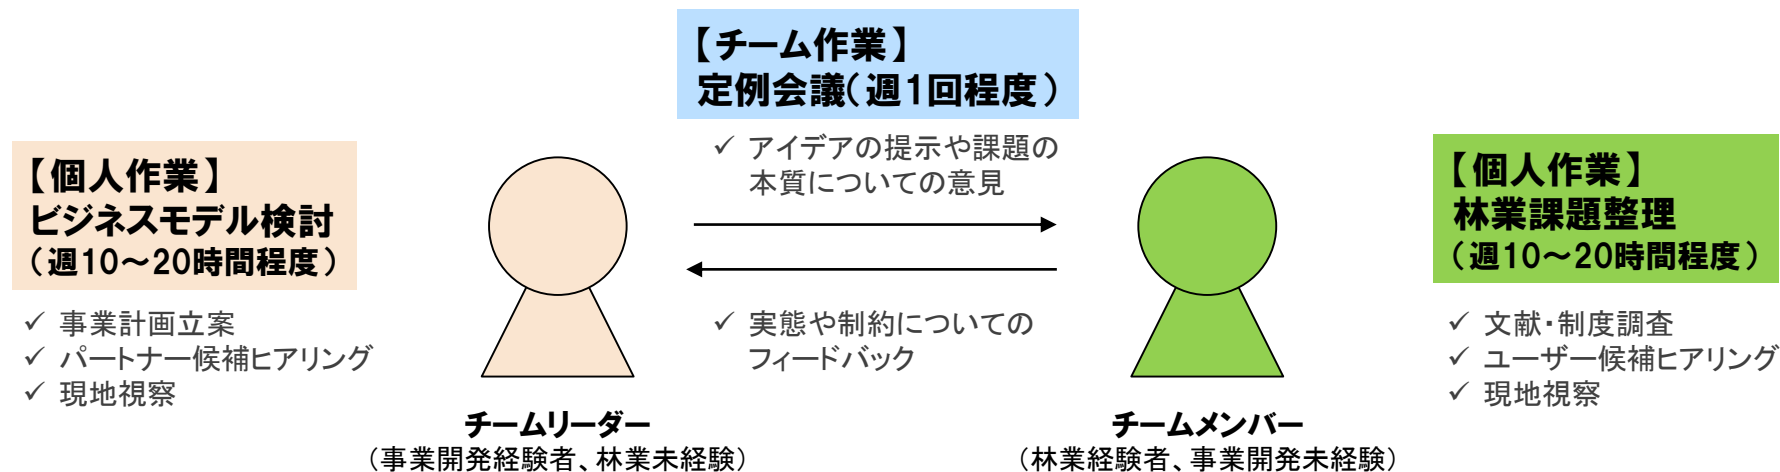 【チーム作業】
定例会議(週1回程度)
✓ アイデアの提示や課題の
本質についての意見
【個人作業】
ビジネスモデル検討
(週10~20時間程度)
✓ 事業計画立案
✓ パートナー候補ヒアリング
✓ 現地視察
✓ 実態や制約についての
フィードバック
【個人作業】
林業課題整理
(週10~20時間程度)
✓ 文献・制度調査
✓ ユーザー候補ヒアリング
✓ 現地視察
チームリーダー
(事業開発経験者、林業未経験)
チームメンバー
(林業経験者、事業開発未経験)